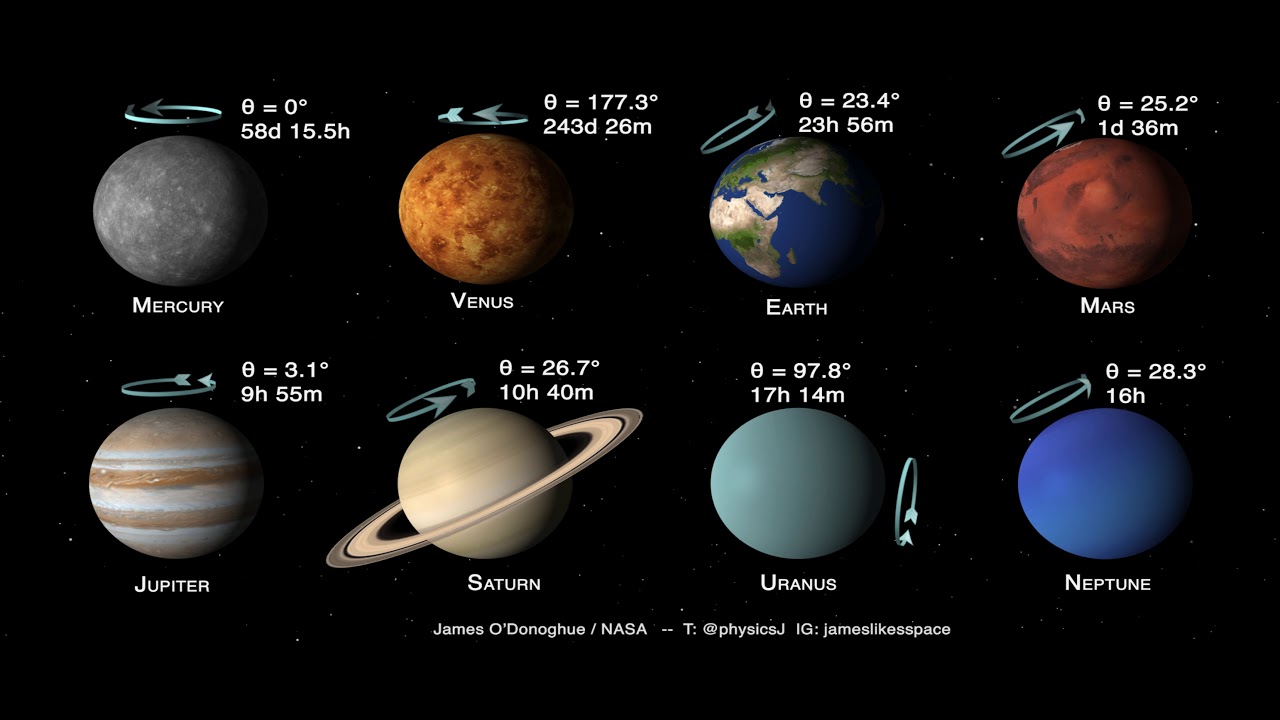 θ = 0°
58d 15.5h
Mercury
θ = 177.3°
243d 26m
Venus
θ = 23.4°
23h 56m
Earth
θ = 25.2°
1d 36m
Mars
θ = 3.1°
9h 55m
Jupiter
θ = 26.7°
10h 40m
Saturn
θ = 97.8°
17h 14m
Uranus
θ = 28.3°
16h
Neptune
James O'Donoghue / NASA -- T: @physicsJ IG: jameslikesspace